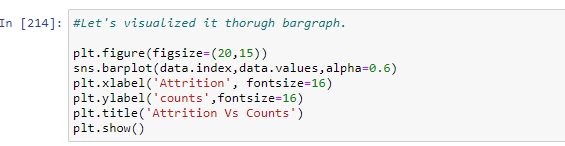 In [214]: #Let's visualized it thorugh bargraph.
plt.figure(figsize=(20,15))
sns.barplot(data.index,data.values,alpha=0.6)
plt.xlabel('Attrition', fontsize=16)
plt.ylabel('counts',fontsize=16)
plt.title('Attrition Vs Counts')
plt.show()